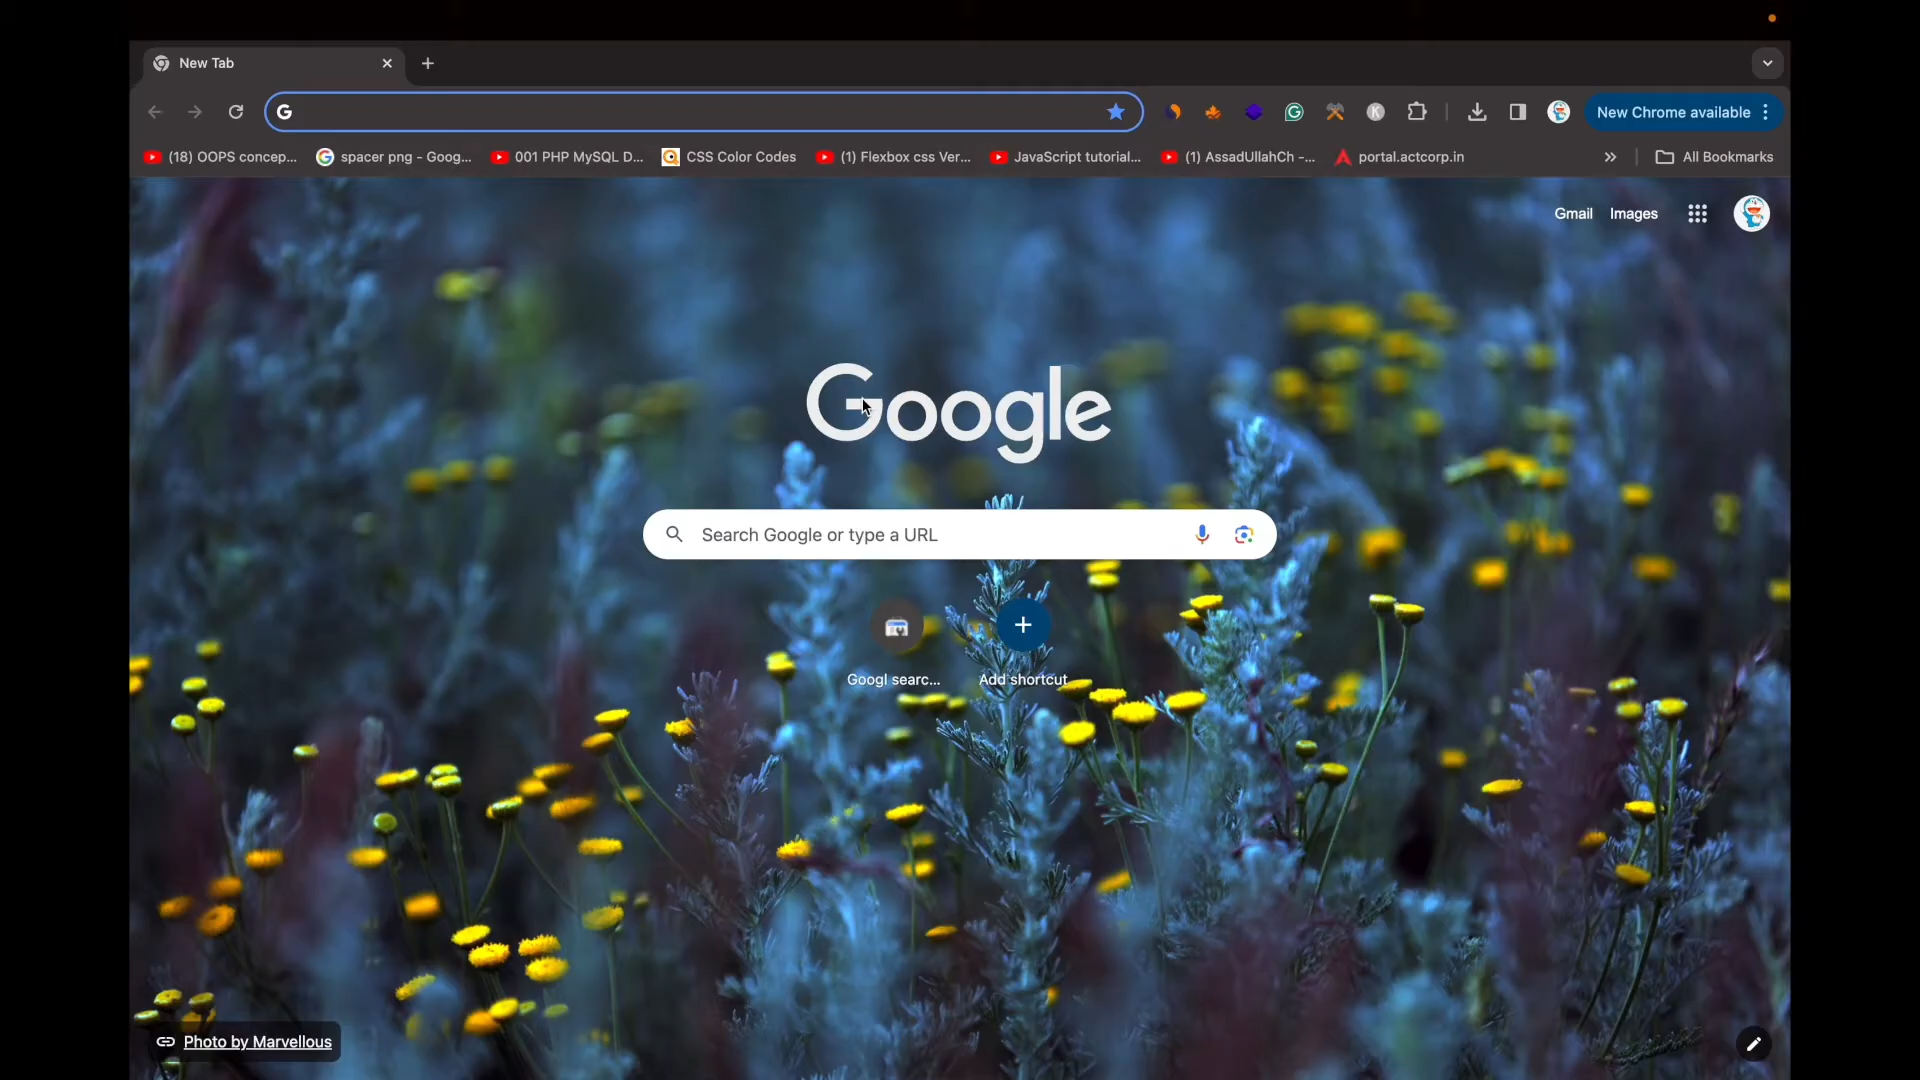 New Tab
New Chrome available
(18) OOPS concep...
spacer png - Goog...
001 PHP MySQL D...
CSS Color Codes
(1) Flexbox css Ver...
JavaScript tutorial...
(1) AssadUllahCh -...
portal.actcorp.in
All Bookmarks
Gmail
Images
Google
Search Google or type a URL
Googl searc...
Add shortcut
Photo by Marvellous